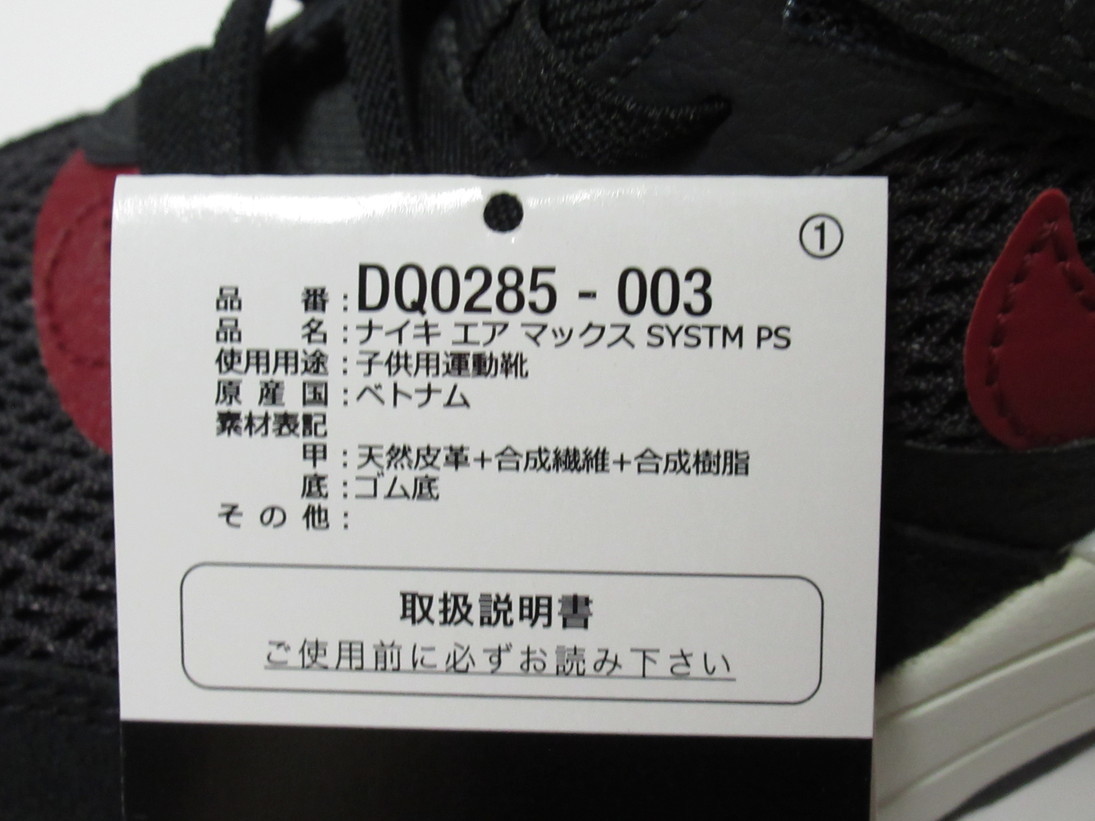 ①
品番:DQ0285 - 003
品名:ナイキ エア マックス SYSTM PS
使用用途:子供用運動靴
原産国:ベトナム
素材表記
甲:天然皮革+合成繊維+合成樹脂
底:ゴム底
その他:
取扱説明書
ご使用前に必ずお読み下さい